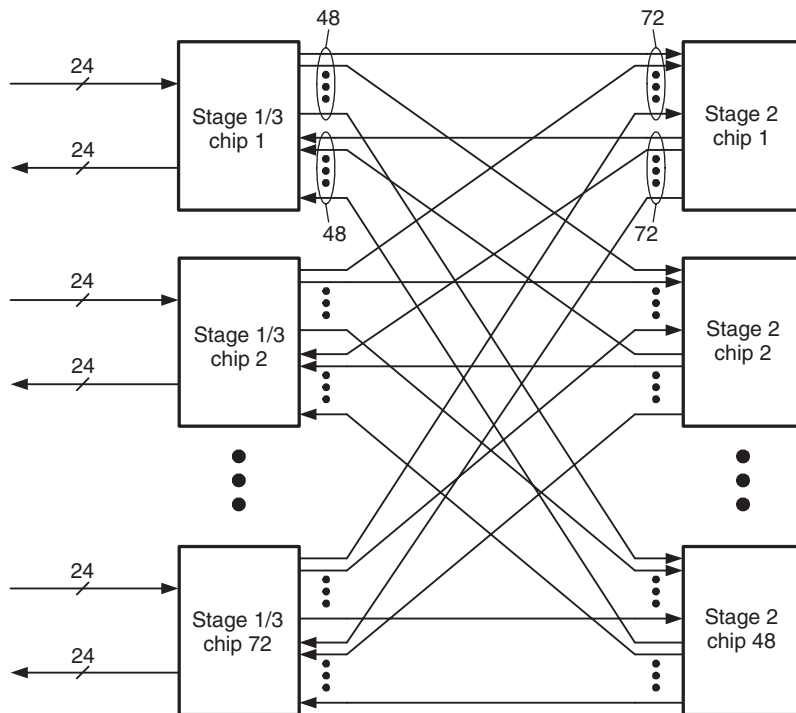 48
72
24
Stage 1/3
chip 1
Stage 2
chip 1
24
48
72
24
Stage 1/3
chip 2
Stage 2
chip 2
24
24
Stage 1/3
chip 72
Stage 2
chip 48
24